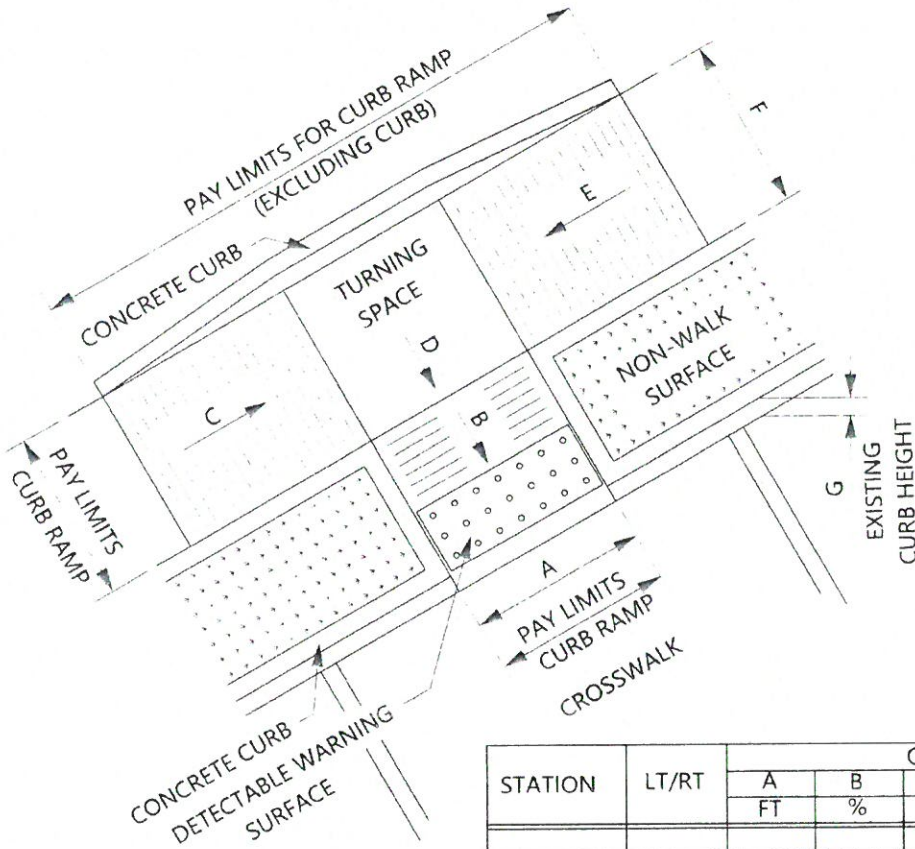 PAY LIMITS FOR CURB RAMP
(EXCLUDING CURB)
F
CONCRETE CURB
E
TURNING
SPACE
D
NON-WALK
SURFACE
C
B
PAY LIMITS
CURB RAMP
G
EXISTING
CURB HEIGHT
A
PAY LIMITS
CURB RAMP
CROSSWALK
CONCRETE CURB
DETECTABLE WARNING
SURFACE
STATION LT/RT A B
FT %